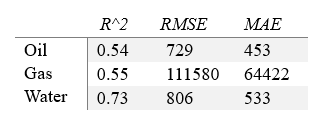 R^2 RMSE MAE
Oil 0.54 729 453
Gas 0.55 111580 64422
Water 0.73 806 533